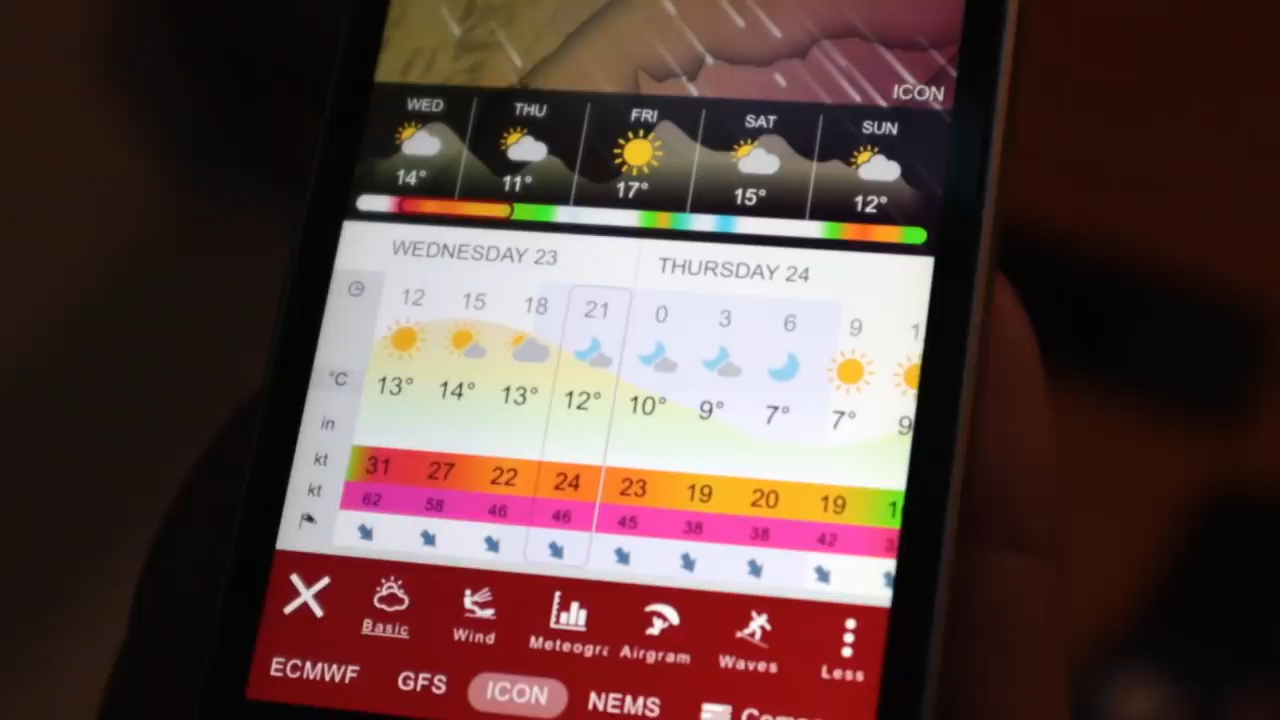 ICON
WED THU FRI SAT SUN
14° 11° 17° 15° 12°
WEDNESDAY 23 THURSDAY 24
12 15 18 21 0 3 6 9
°C 13° 14° 13° 12° 10° 9° 7° 7° 9
in
kt 31 27 22 24 23 19 20 19
kt 62 58 46 46 45 38 38 42
Basic Wind Meteogr Airgram Waves Less
ECMWF GFS ICON NEMS